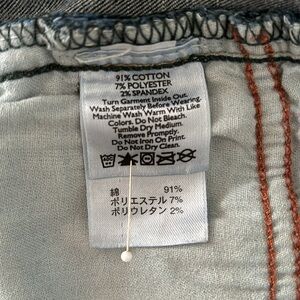 91% COTTON
7% POLYESTER
2% SPANDEX
Turn Garment Inside Out.
Wash Separately Before Wearing.
Machine Wash Warm With Like
Colors. Do Not Bleach.
Tumble Dry Medium.
Remove Promptly.
Do Not Iron On Print.
Do Not Dry Clean.
綿 91%
ポリエステル 7%
ポリウレタン 2%